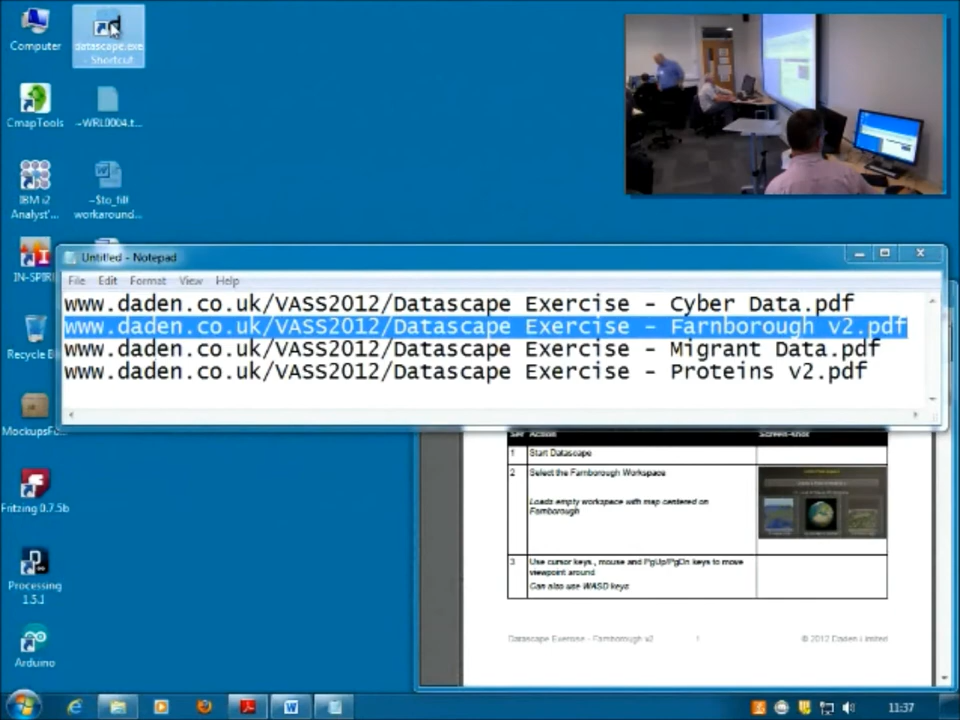 Computer
datascape.exe
- Shortcut
CmapTools
~WRL0004.t...
IBM i2
Analyst'...
~$to_fill
workaround...
IN-SPIR
Recycle B
MockupsFo
Fritzing 0.7.5b
Processing
1.5.1
Arduino
Untitled - Notepad
File Edit Format View Help
www.daden.co.uk/VASS2012/Datascape Exercise - Cyber Data.pdf
www.daden.co.uk/VASS2012/Datascape Exercise - Farnborough v2.pdf
www.daden.co.uk/VASS2012/Datascape Exercise - Migrant Data.pdf
www.daden.co.uk/VASS2012/Datascape Exercise - Proteins v2.pdf
Ser Action Screen-shot
1 Start Datascape
2 Select the Farnborough Workspace
Loads empty workspace with map centered on
Farnborough
3 Use cursor keys, mouse and PgUp/PgDn keys to move
viewpoint around
Can also use WASD keys
Datascape Exercise - Farnborough v2 1 © 2012 Daden Limited
11:37